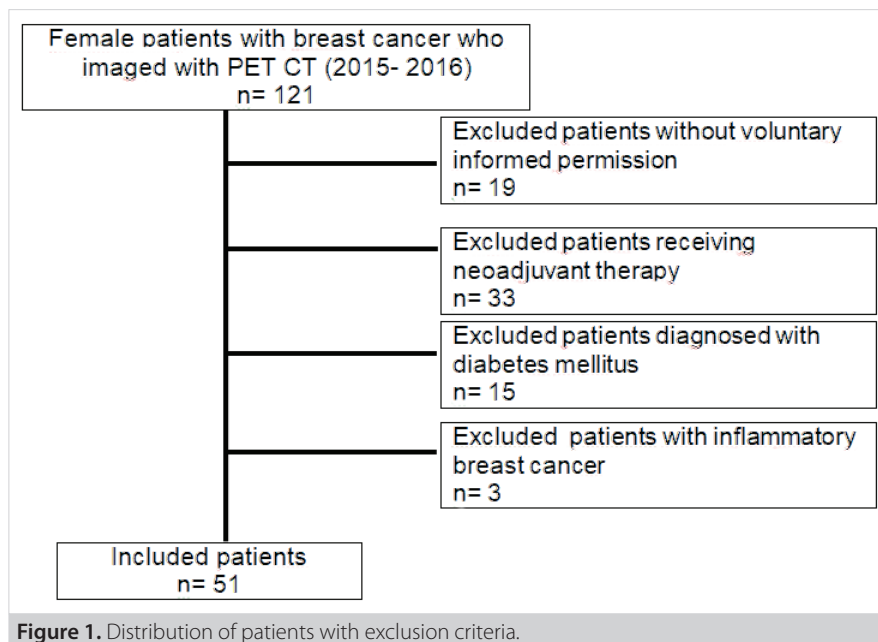 Female patients with breast cancer who
imaged with PET CT (2015- 2016)
n= 121
Excluded patients without voluntary
informed permission
n= 19
Excluded patients receiving
neoadjuvant therapy
n= 33
Excluded patients diagnosed with
diabetes mellitus
n= 15
Excluded patients with inflammatory
breast cancer
n= 3
Included patients
n= 51
Figure 1. Distribution of patients with exclusion criteria.